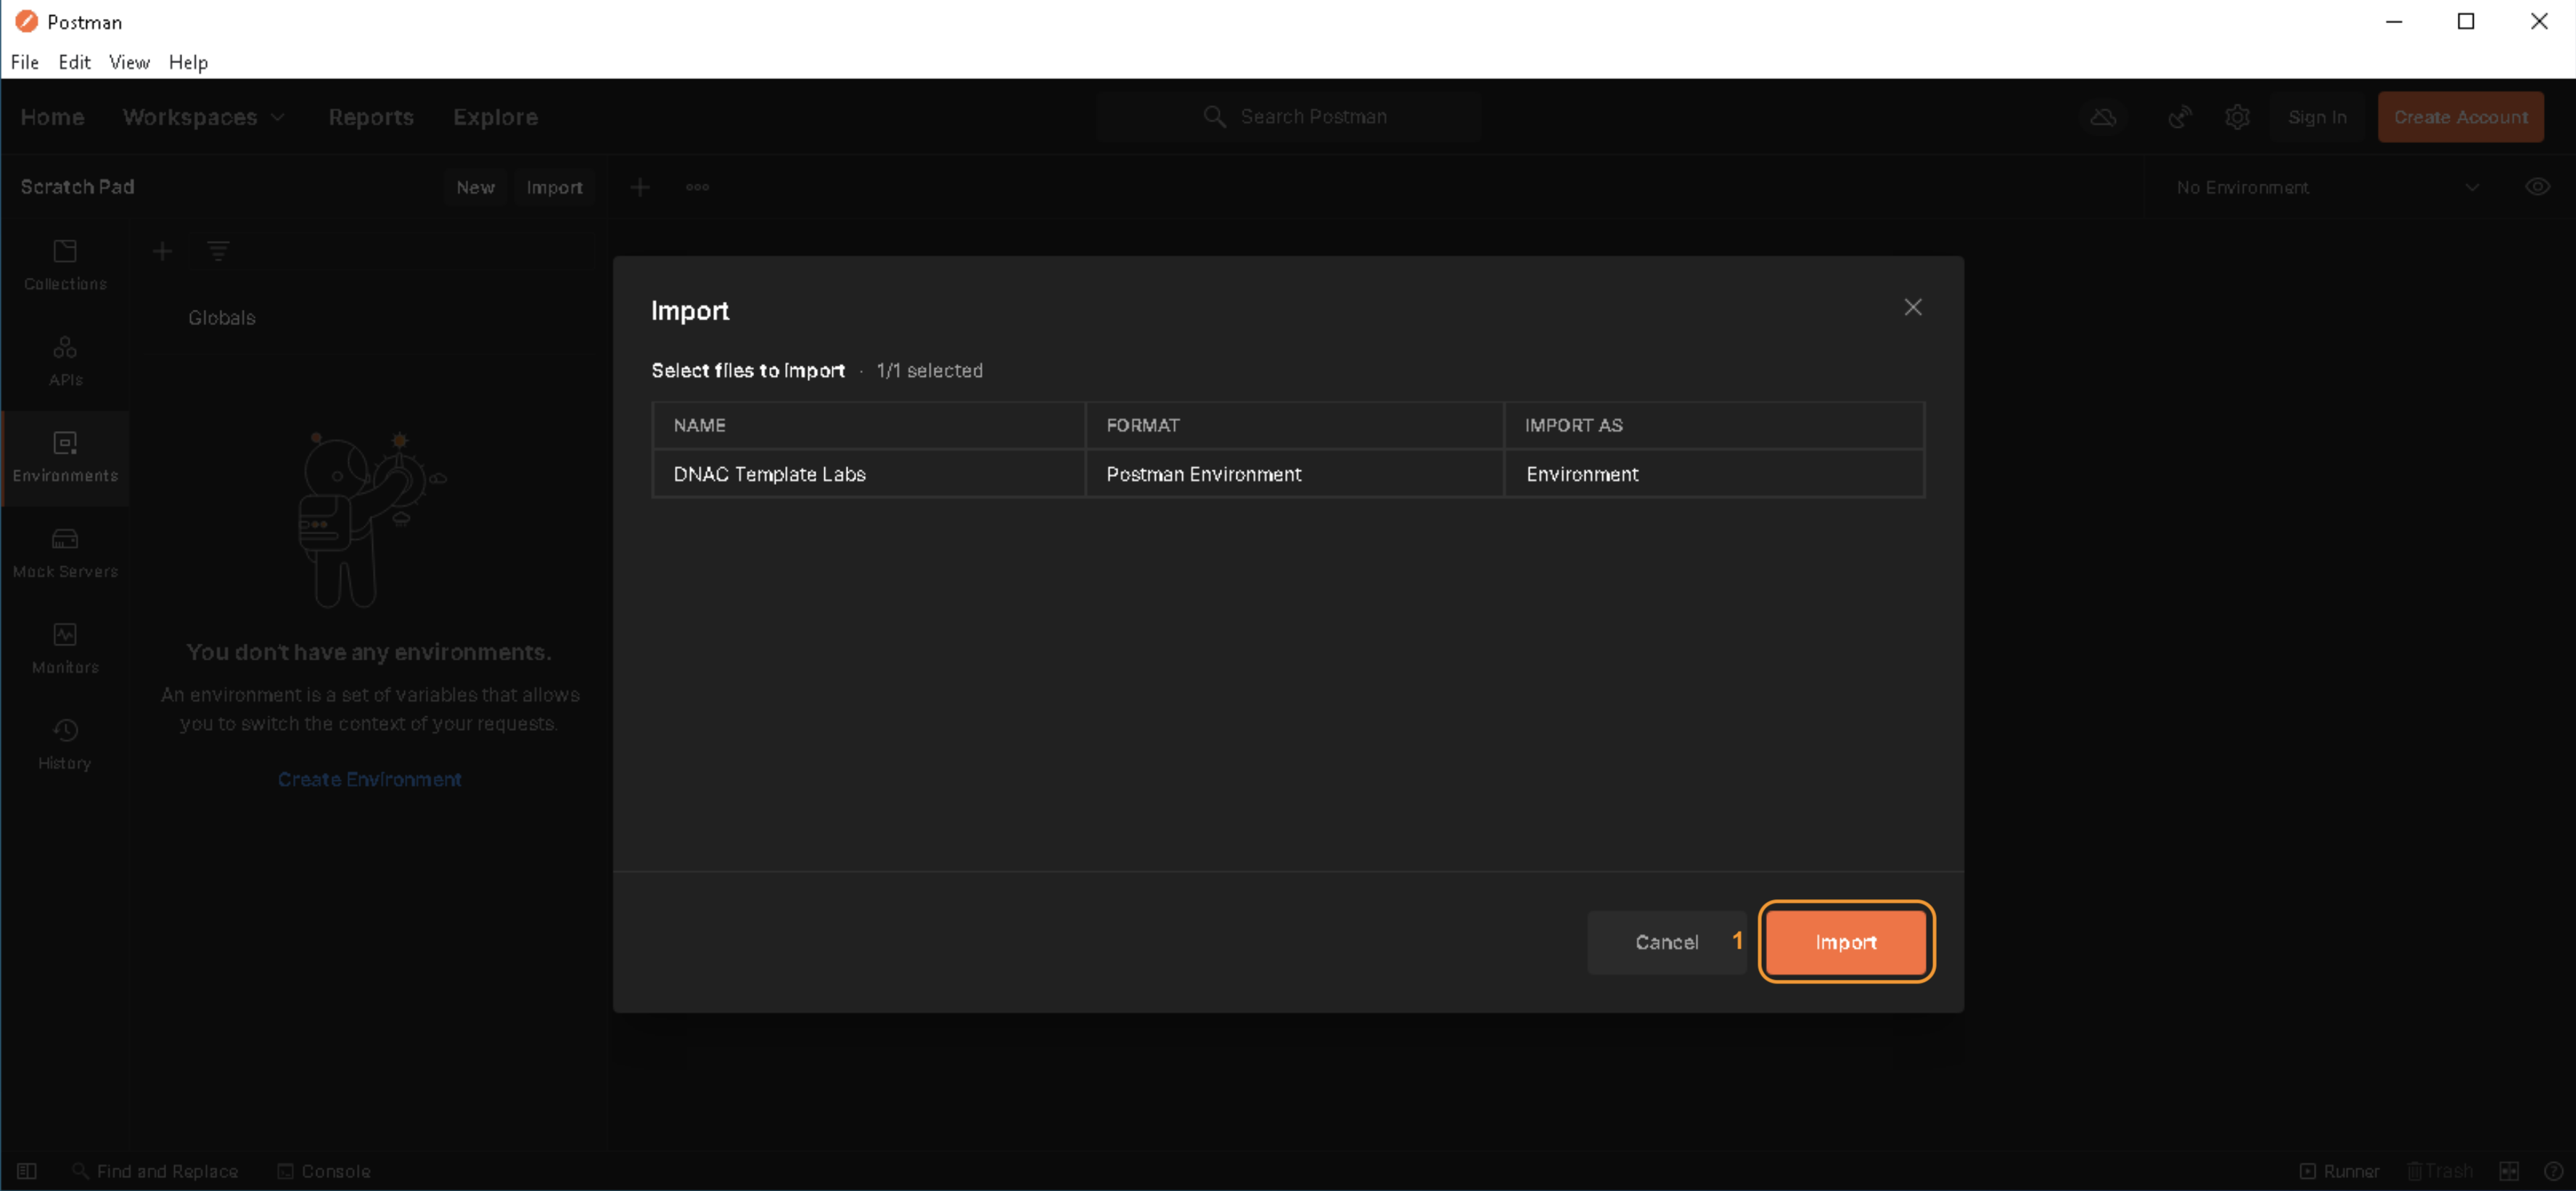 Postman
File Edit View Help
Home Workspaces Reports Explore Search Postman Sign In Create Account
Scratch Pad New Import No Environment
Collections
Globals
APIs
Environments
Mock Servers
Monitors
History
You don't have any environments.
An environment is a set of variables that allows
you to switch the context of your requests.
Create Environment
Import
Select files to import · 1/1 selected
NAME FORMAT IMPORT AS
DNAC Template Labs Postman Environment Environment
Cancel 1 Import
Find and Replace Console Runner Trash